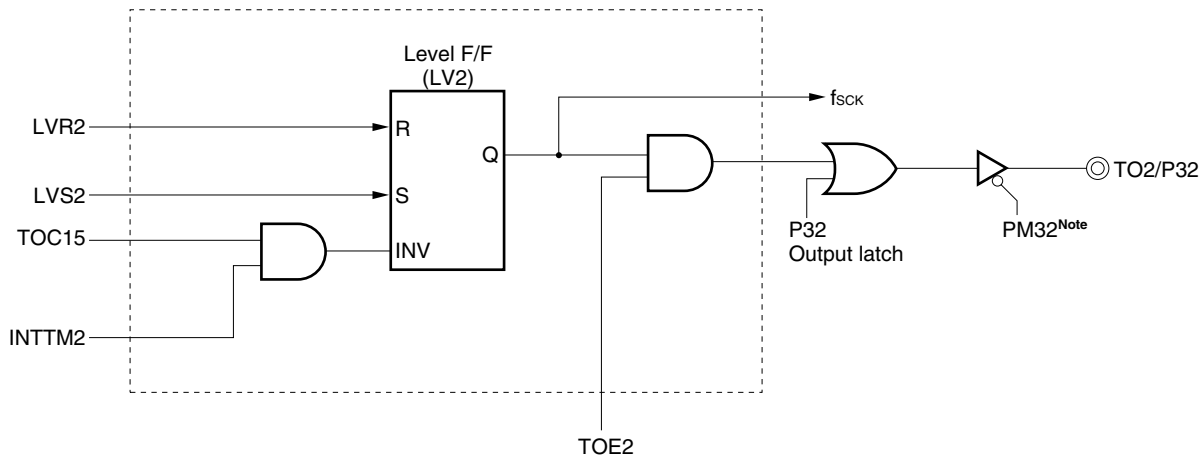 Level F/F
(LV2)
fSCK
LVR2
R
Q
TO2/P32
LVS2
S
P32
Output latch
PM32Note
TOC15
INV
INTTM2
TOE2